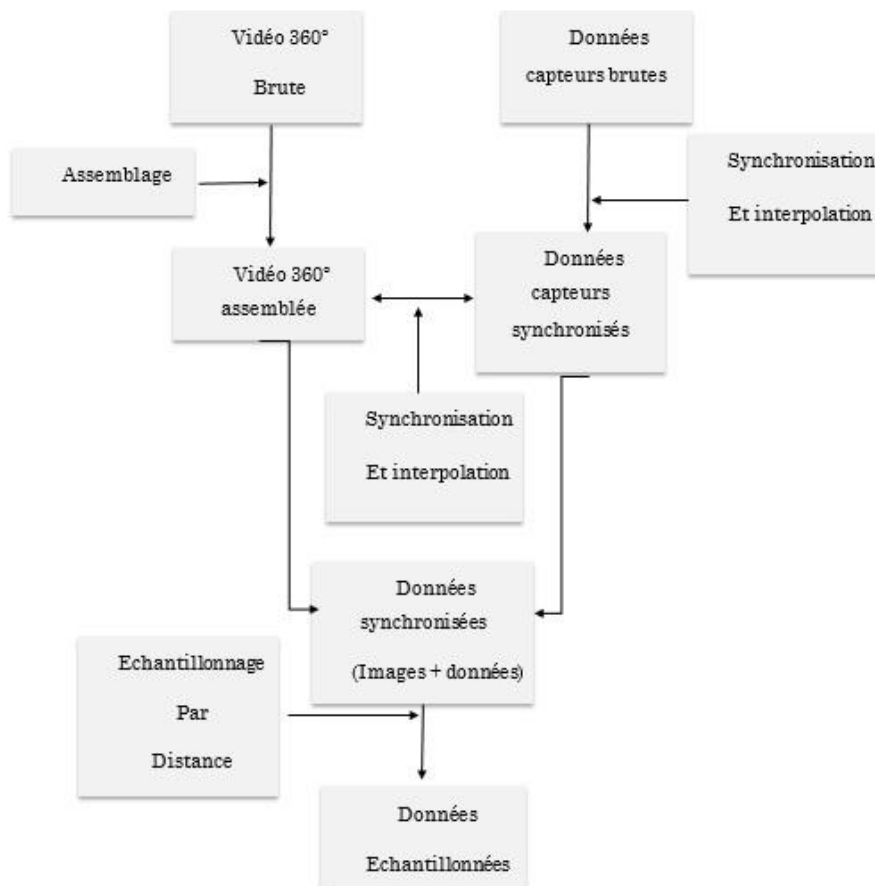 Vidéo 360°
Brute
Données
capteurs brutes
Assemblage
Synchronisation
Et interpolation
Vidéo 360°
assemblée
Données
capteurs
synchronisés
Synchronisation
Et interpolation
Données
synchronisées
(Images + données)
Echantillonnage
Par
Distance
Données
Echantillonnées